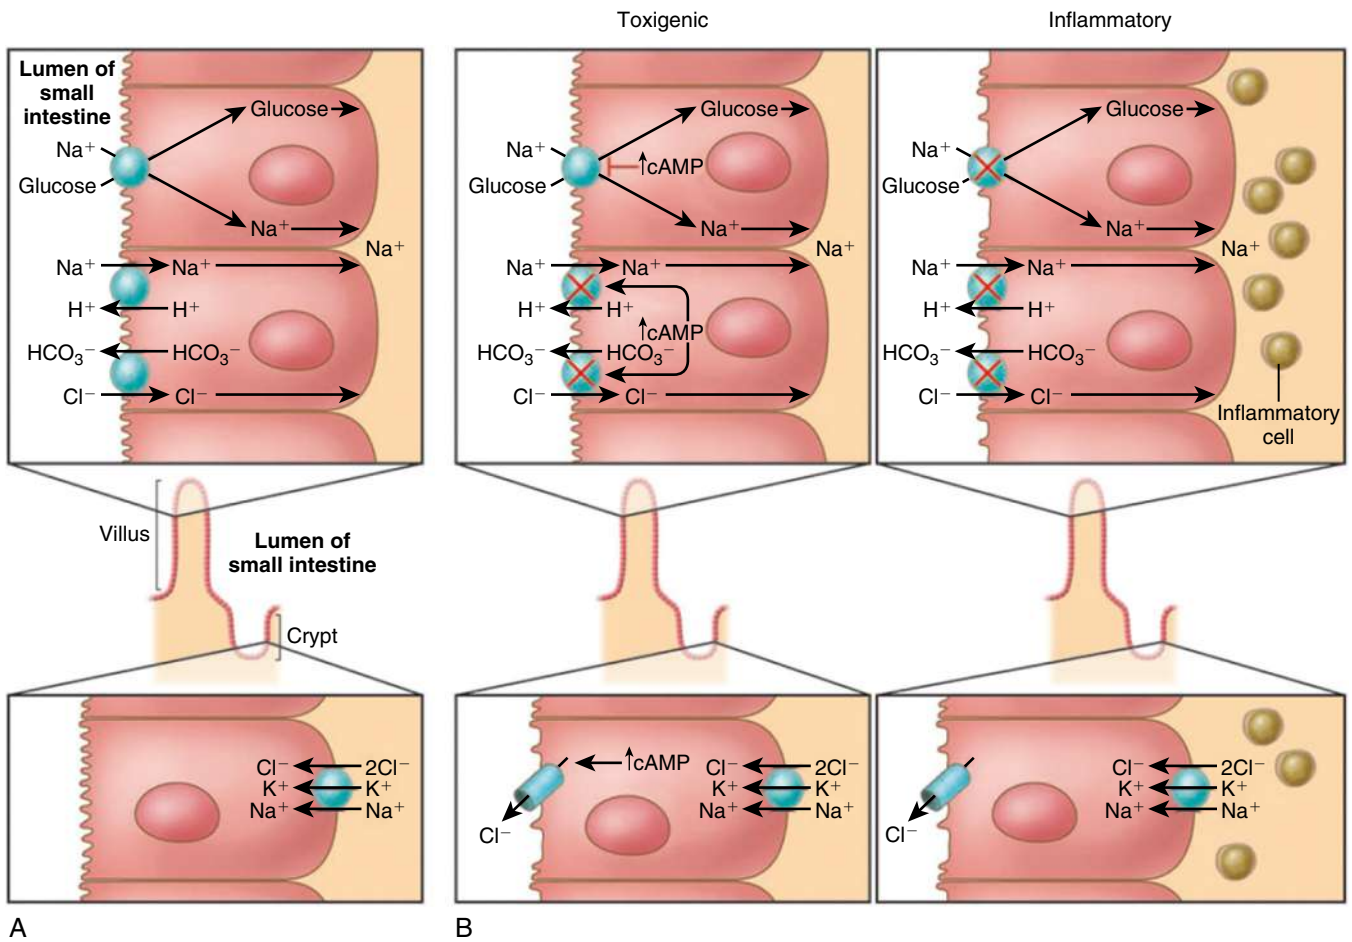 Toxigenic
Inflammatory
Lumen of
small
intestine
Na⁺
Glucose
Glucose
Na⁺
Na⁺
Na⁺
Na⁺
H⁺
H⁺
HCO₃⁻
HCO₃⁻
Cl⁻
Cl⁻
Na⁺
Glucose
Glucose
↑cAMP
Na⁺
Na⁺
Na⁺
Na⁺
H⁺
H⁺
↑cAMP
HCO₃⁻
HCO₃⁻
Cl⁻
Cl⁻
Na⁺
Glucose
Glucose
Na⁺
Na⁺
Na⁺
Na⁺
H⁺
H⁺
HCO₃⁻
HCO₃⁻
Cl⁻
Cl⁻
Inflammatory
cell
Villus
Lumen of
small intestine
Crypt
Cl⁻
2Cl⁻
K⁺
K⁺
Na⁺
Na⁺
↑cAMP
Cl⁻
Cl⁻
2Cl⁻
K⁺
K⁺
Na⁺
Na⁺
Cl⁻
Cl⁻
2Cl⁻
K⁺
K⁺
Na⁺
Na⁺
A
B